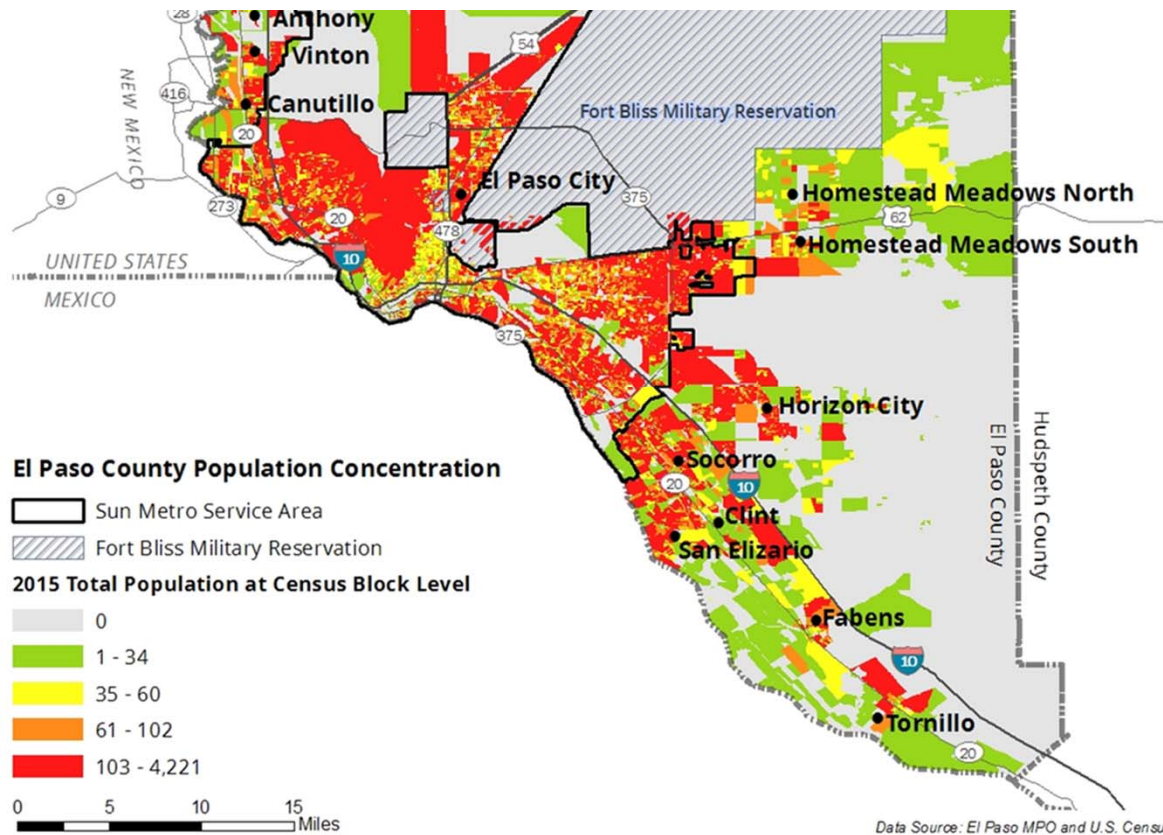 28
Anthony
Vinton
54
416
Canutillo
Fort Bliss Military Reservation
NEW MEXICO
20
El Paso City
375
Homestead Meadows North
9
273
20
478
62
Homestead Meadows South
10
UNITED STATES
MEXICO
375
Horizon City
El Paso County
Hudspeth County
El Paso County Population Concentration
Socorro
20
10
Sun Metro Service Area
Clint
Fort Bliss Military Reservation
San Elizario
2015 Total Population at Census Block Level
0
1 - 34
Fabens
35 - 60
10
61 - 102
Tornillo
103 - 4,221
20
0 5 10 15
Miles
Data Source: El Paso MPO and U.S. Censu